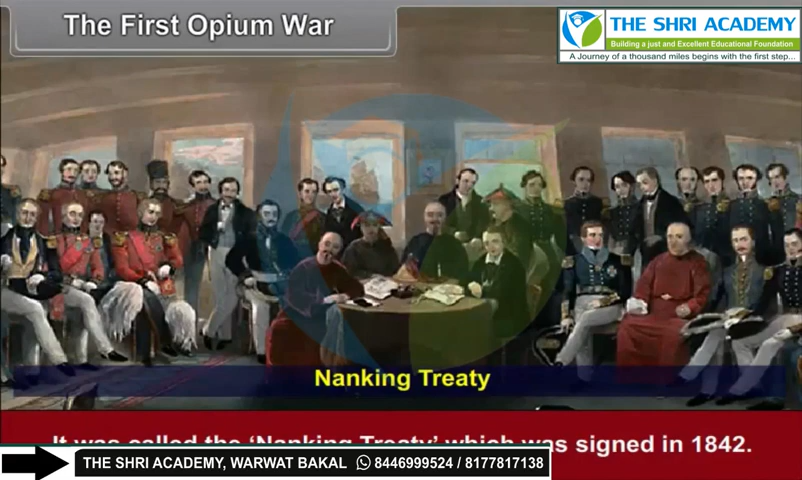 The First Opium War
THE SHRI ACADEMY
Building a just and Excellent Educational Foundation
A Journey of a thousand miles begins with the first step...
Nanking Treaty
It was called the ‘Nanking Treaty’ which was signed in 1842.
THE SHRI ACADEMY, WARWAT BAKAL 8446999524 / 8177817138